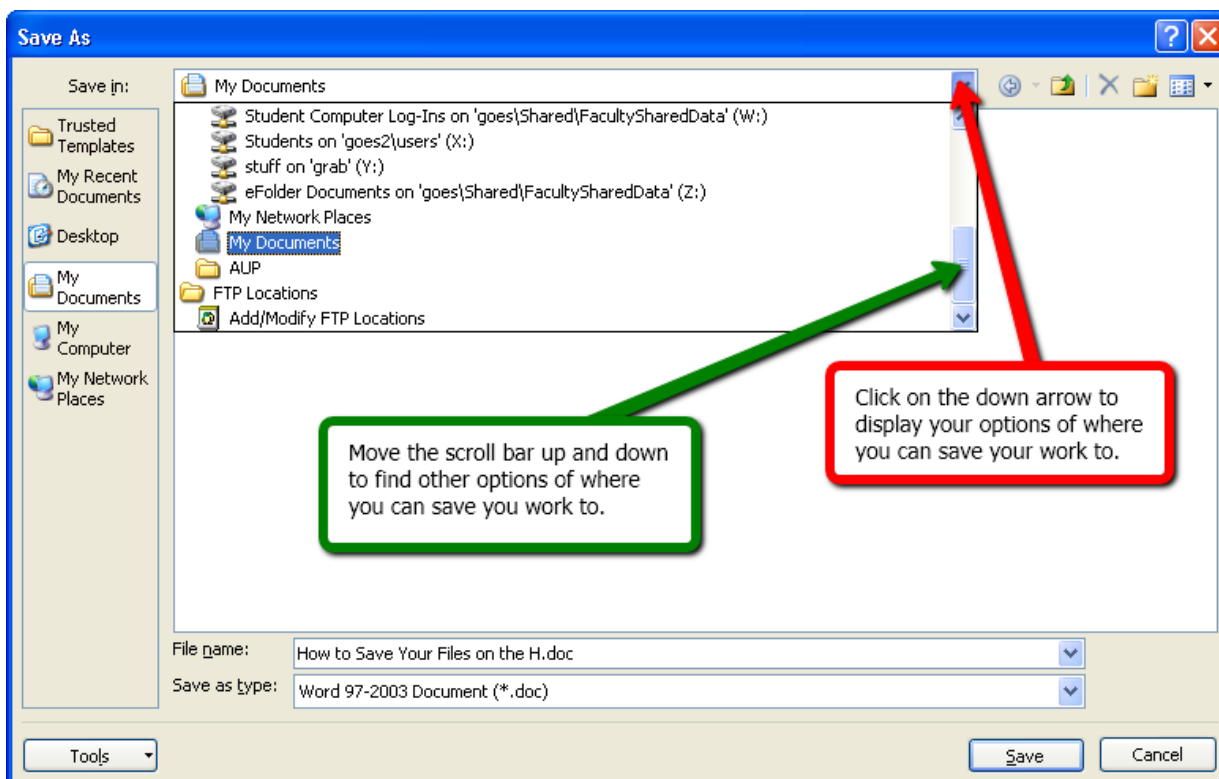 Save As
Save in:
My Documents
Trusted
Templates
My Recent
Documents
Desktop
My
Documents
My
Computer
My Network
Places
Student Computer Log-Ins on 'goes\Shared\FacultySharedData' (W:)
Students on 'goes2\users' (X:)
stuff on 'grab' (Y:)
eFolder Documents on 'goes\Shared\FacultySharedData' (Z:)
My Network Places
My Documents
AUP
FTP Locations
Add/Modify FTP Locations
Click on the down arrow to
display your options of where
you can save your work to.
Move the scroll bar up and down
to find other options of where
you can save you work to.
File name:
How to Save Your Files on the H.doc
Save as type:
Word 97-2003 Document (*.doc)
Tools
Save
Cancel